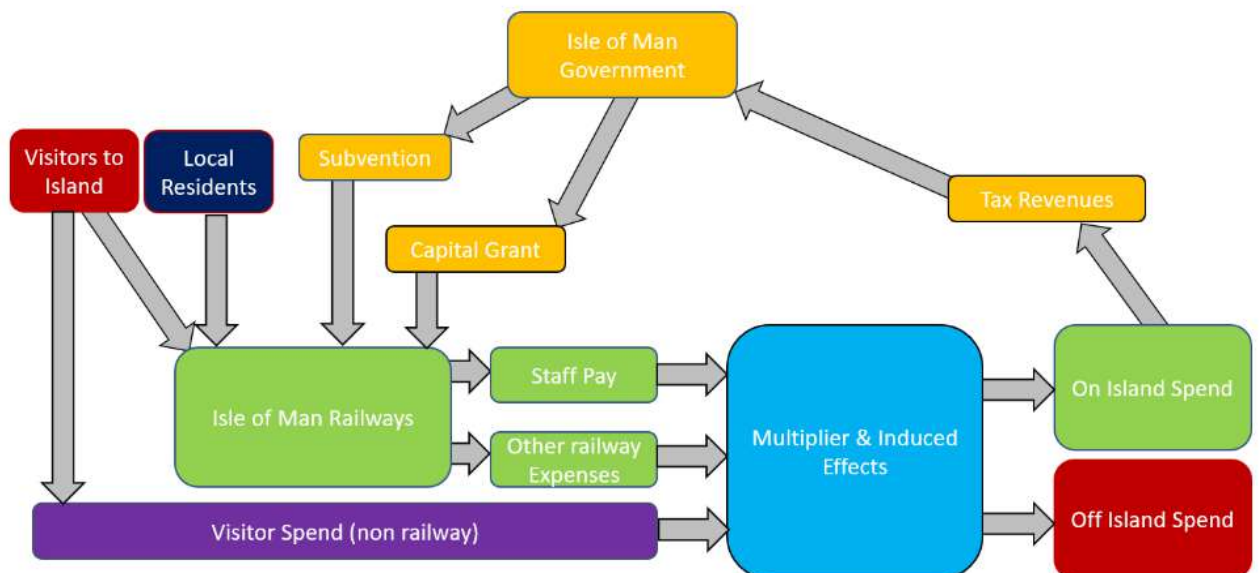 Isle of Man
Government
Visitors to
Island
Local
Residents
Subvention
Tax Revenues
Capital Grant
Isle of Man Railways
Staff Pay
Other railway
Expenses
Multiplier & Induced
Effects
On Island Spend
Off Island Spend
Visitor Spend (non railway)